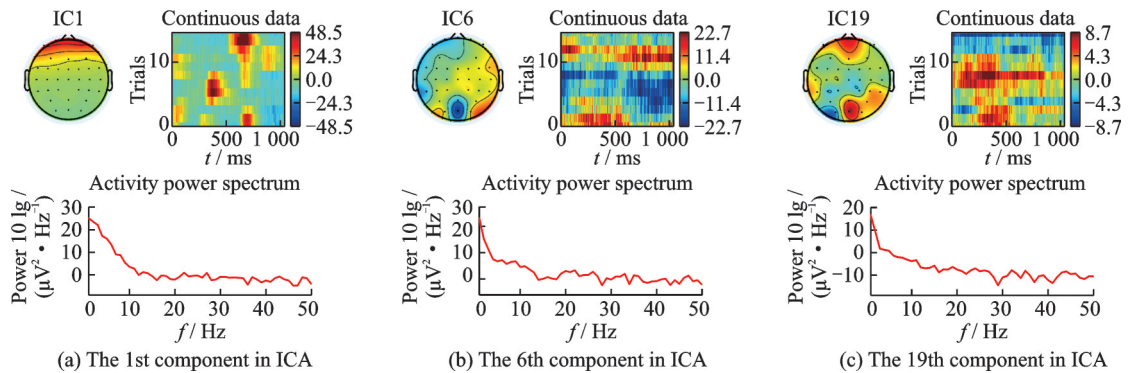 IC1
Continuous data
Trials
10
0
48.5
24.3
0.0
−24.3
−48.5
0 500 1 000
t / ms
Activity power spectrum
Power 10 lg /
(μV² • Hz⁻¹)
30
20
10
0
0 10 20 30 40 50
f / Hz
(a) The 1st component in ICA
IC6
Continuous data
Trials
10
0
22.7
11.4
0.0
−11.4
−22.7
0 500 1 000
t / ms
Activity power spectrum
Power 10 lg /
(μV² • Hz⁻¹)
30
20
10
0
0 10 20 30 40 50
f / Hz
(b) The 6th component in ICA
IC19
Continuous data
Trials
10
0
8.7
4.3
0.0
−4.3
−8.7
0 500 1 000
t / ms
Activity power spectrum
Power 10 lg /
(μV² • Hz⁻¹)
20
10
0
−10
0 10 20 30 40 50
f / Hz
(c) The 19th component in ICA